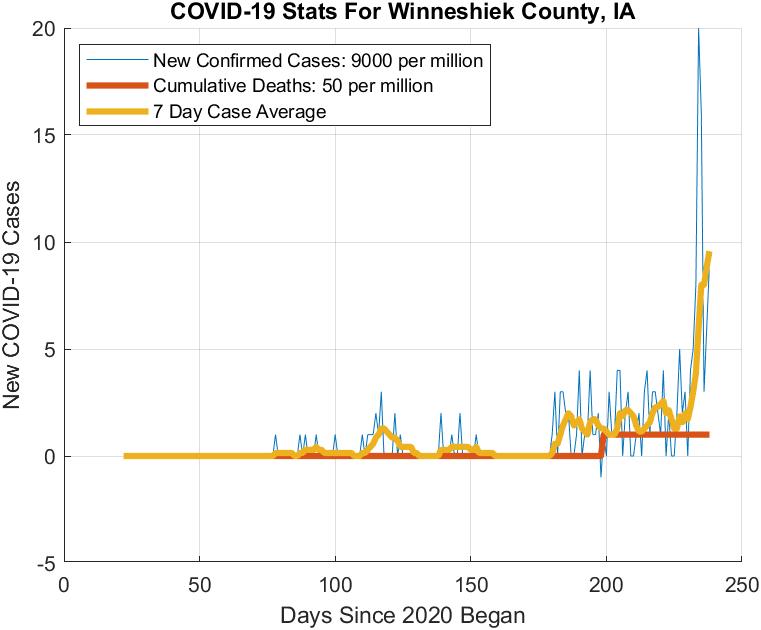 COVID-19 Stats For Winneshiek County, IA
New Confirmed Cases: 9000 per million
Cumulative Deaths: 50 per million
7 Day Case Average
New COVID-19 Cases
20
15
10
5
0
-5
0 50 100 150 200 250
Days Since 2020 Began